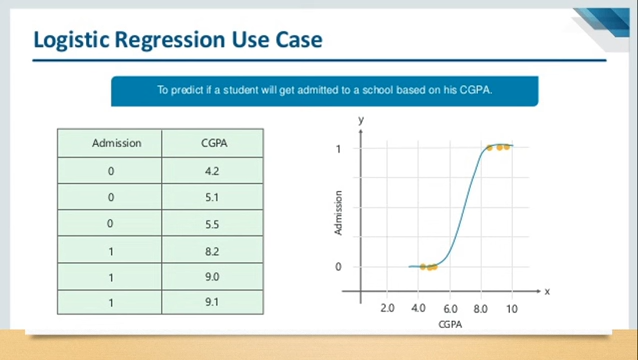 Logistic Regression Use Case
To predict if a student will get admitted to a school based on his CGPA.
Admission CGPA
0 4.2
0 5.1
0 5.5
1 8.2
1 9.0
1 9.1
y
1
Admission
0
x
2.0 4.0 6.0 8.0 10
CGPA